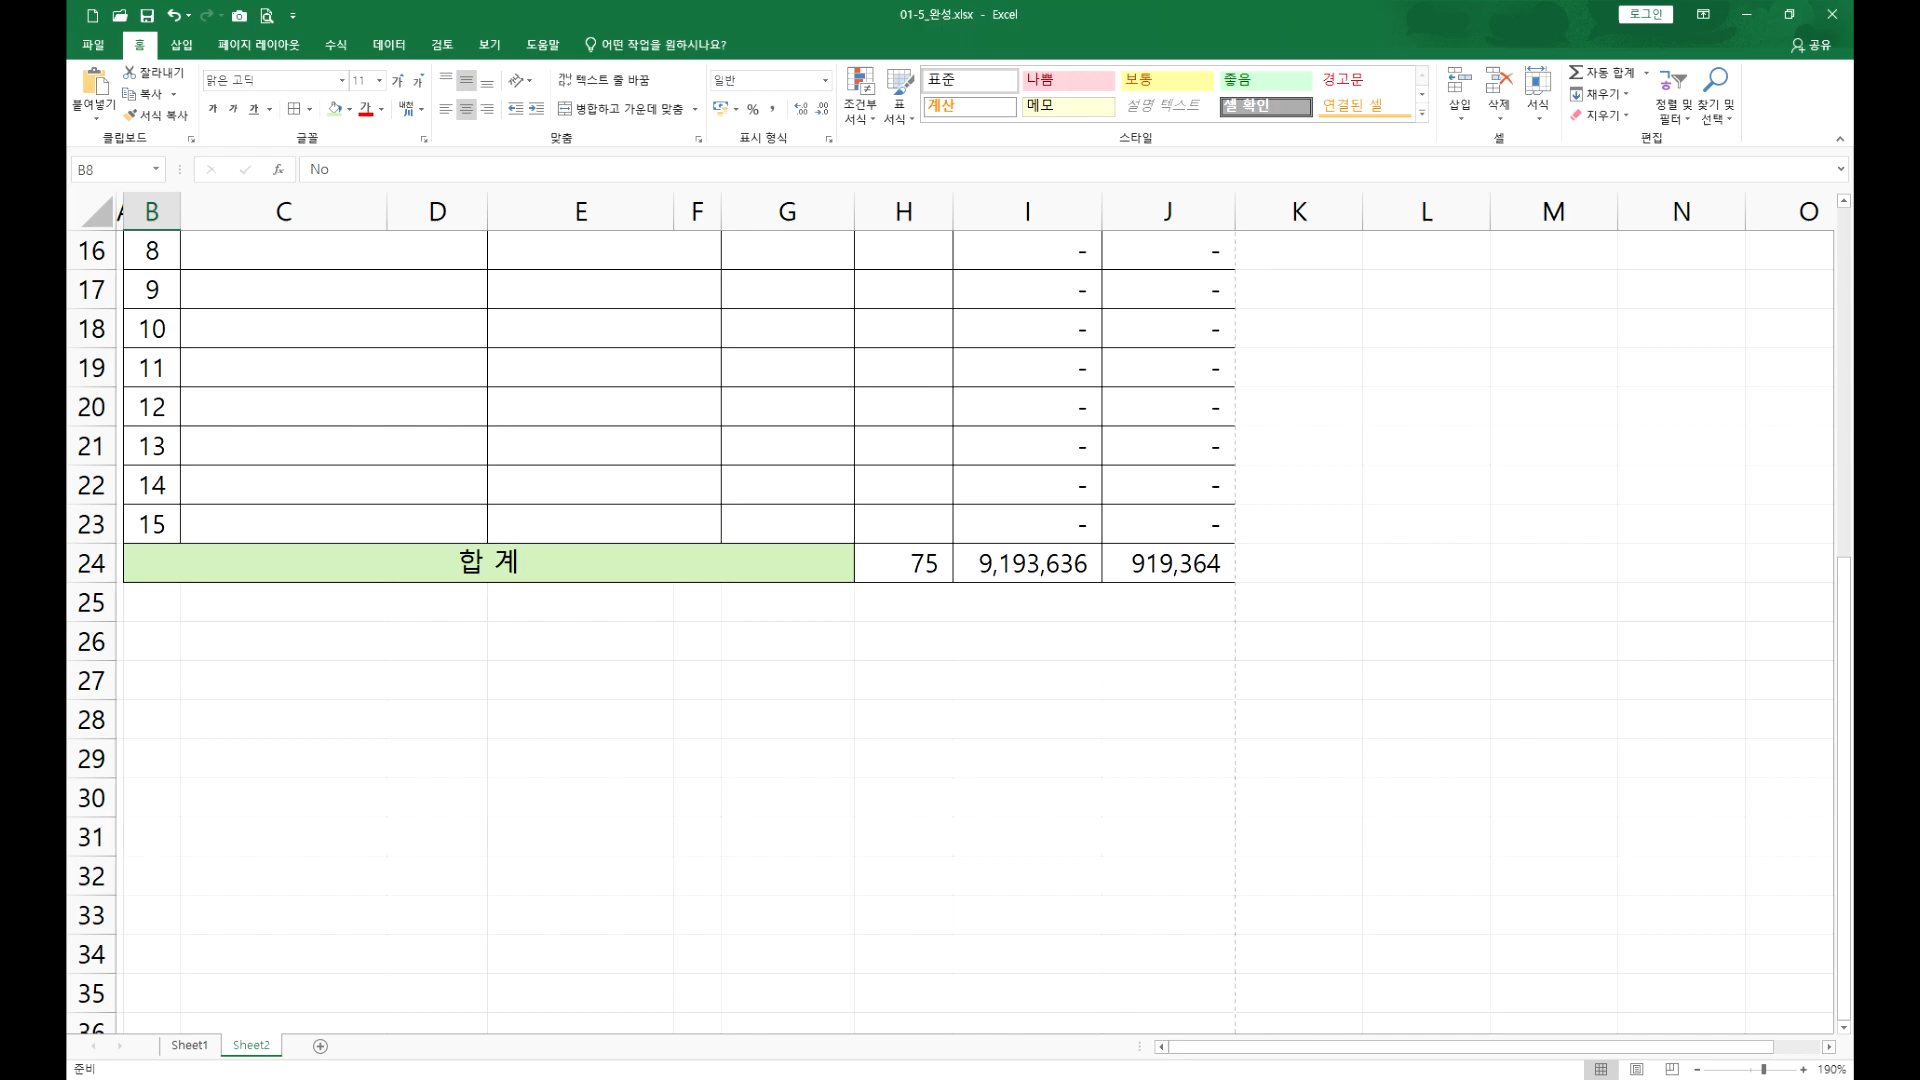 01-5_완성.xlsx - Excel
로그인
파일 홈 삽입 페이지 레이아웃 수식 데이터 검토 보기 도움말 어떤 작업을 원하시나요? 공유
붙여넣기 잘라내기 복사 서식 복사 클립보드
맑은 고딕 11 가 가 가 가 가 가 내천 글꼴
텍스트 줄 바꿈 병합하고 가운데 맞춤 맞춤
일반 % 표시 형식
조건부 서식 표 서식
표준 나쁨 보통 좋음 경고문
계산 메모 설명 텍스트 셀 확인 연결된 셀
스타일
삽입 삭제 서식 셀
자동 합계 채우기 지우기 정렬 및 필터 찾기 및 선택 편집
B8 fx No
A B C D E F G H I J K L M N O
16 8 - -
17 9 - -
18 10 - -
19 11 - -
20 12 - -
21 13 - -
22 14 - -
23 15 - -
24 합 계 75 9,193,636 919,364
25
26
27
28
29
30
31
32
33
34
35
36
Sheet1 Sheet2
준비 190%